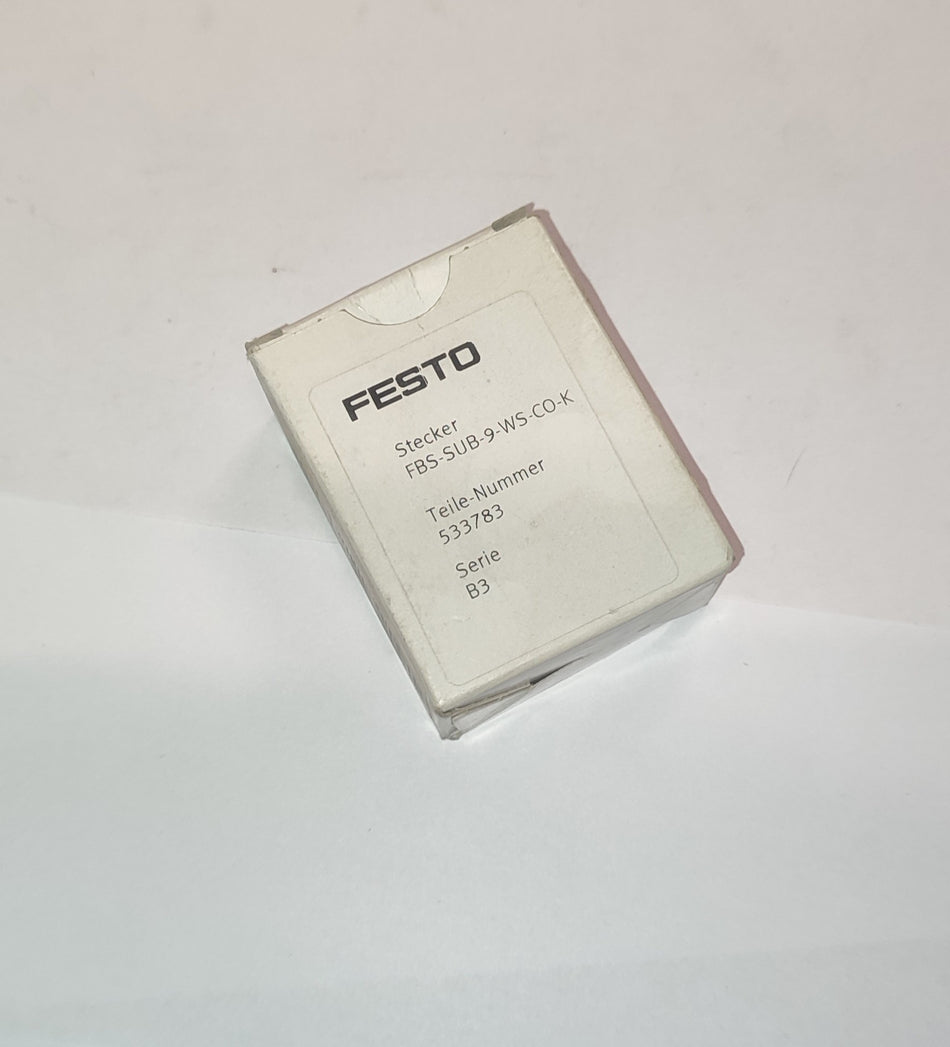 FESTO
Stecker
FBS-SUB-9-WS-CO-K
Teile-Nummer
533783
Serie
B3